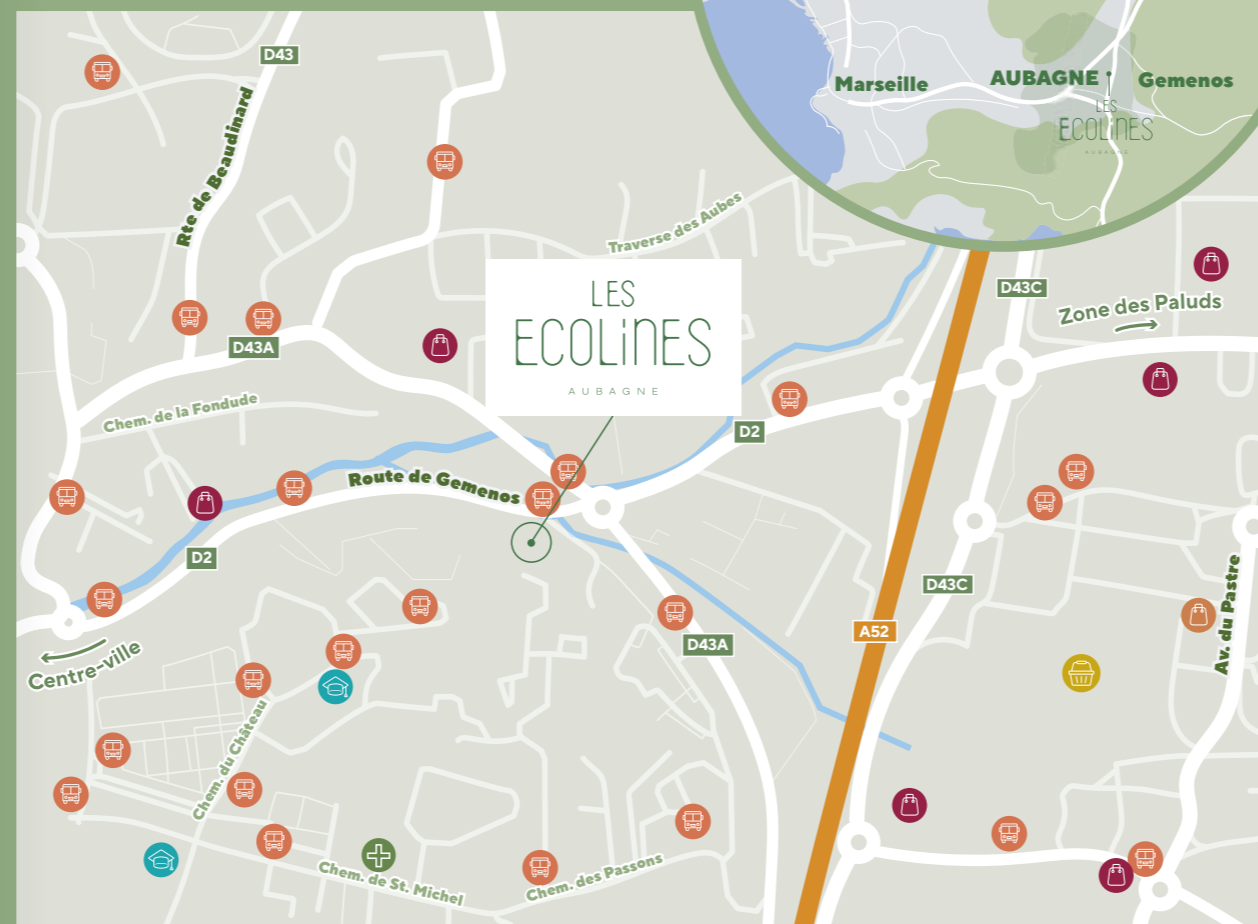 D43
Marseille
AUBAGNE
Gemenos
LES
ECOLiNES
AUBAGNE
Rte de Beaudinard
Traverse des Aubes
D43C
Zone des Paluds
LES
ECOLiNES
AUBAGNE
D43A
Chem. de la Fondude
D2
Route de Gemenos
D2
D43C
A52
D43A
Av. du Pastre
Centre-ville
Chem. du Château
Chem. de St. Michel
Chem. des Passons